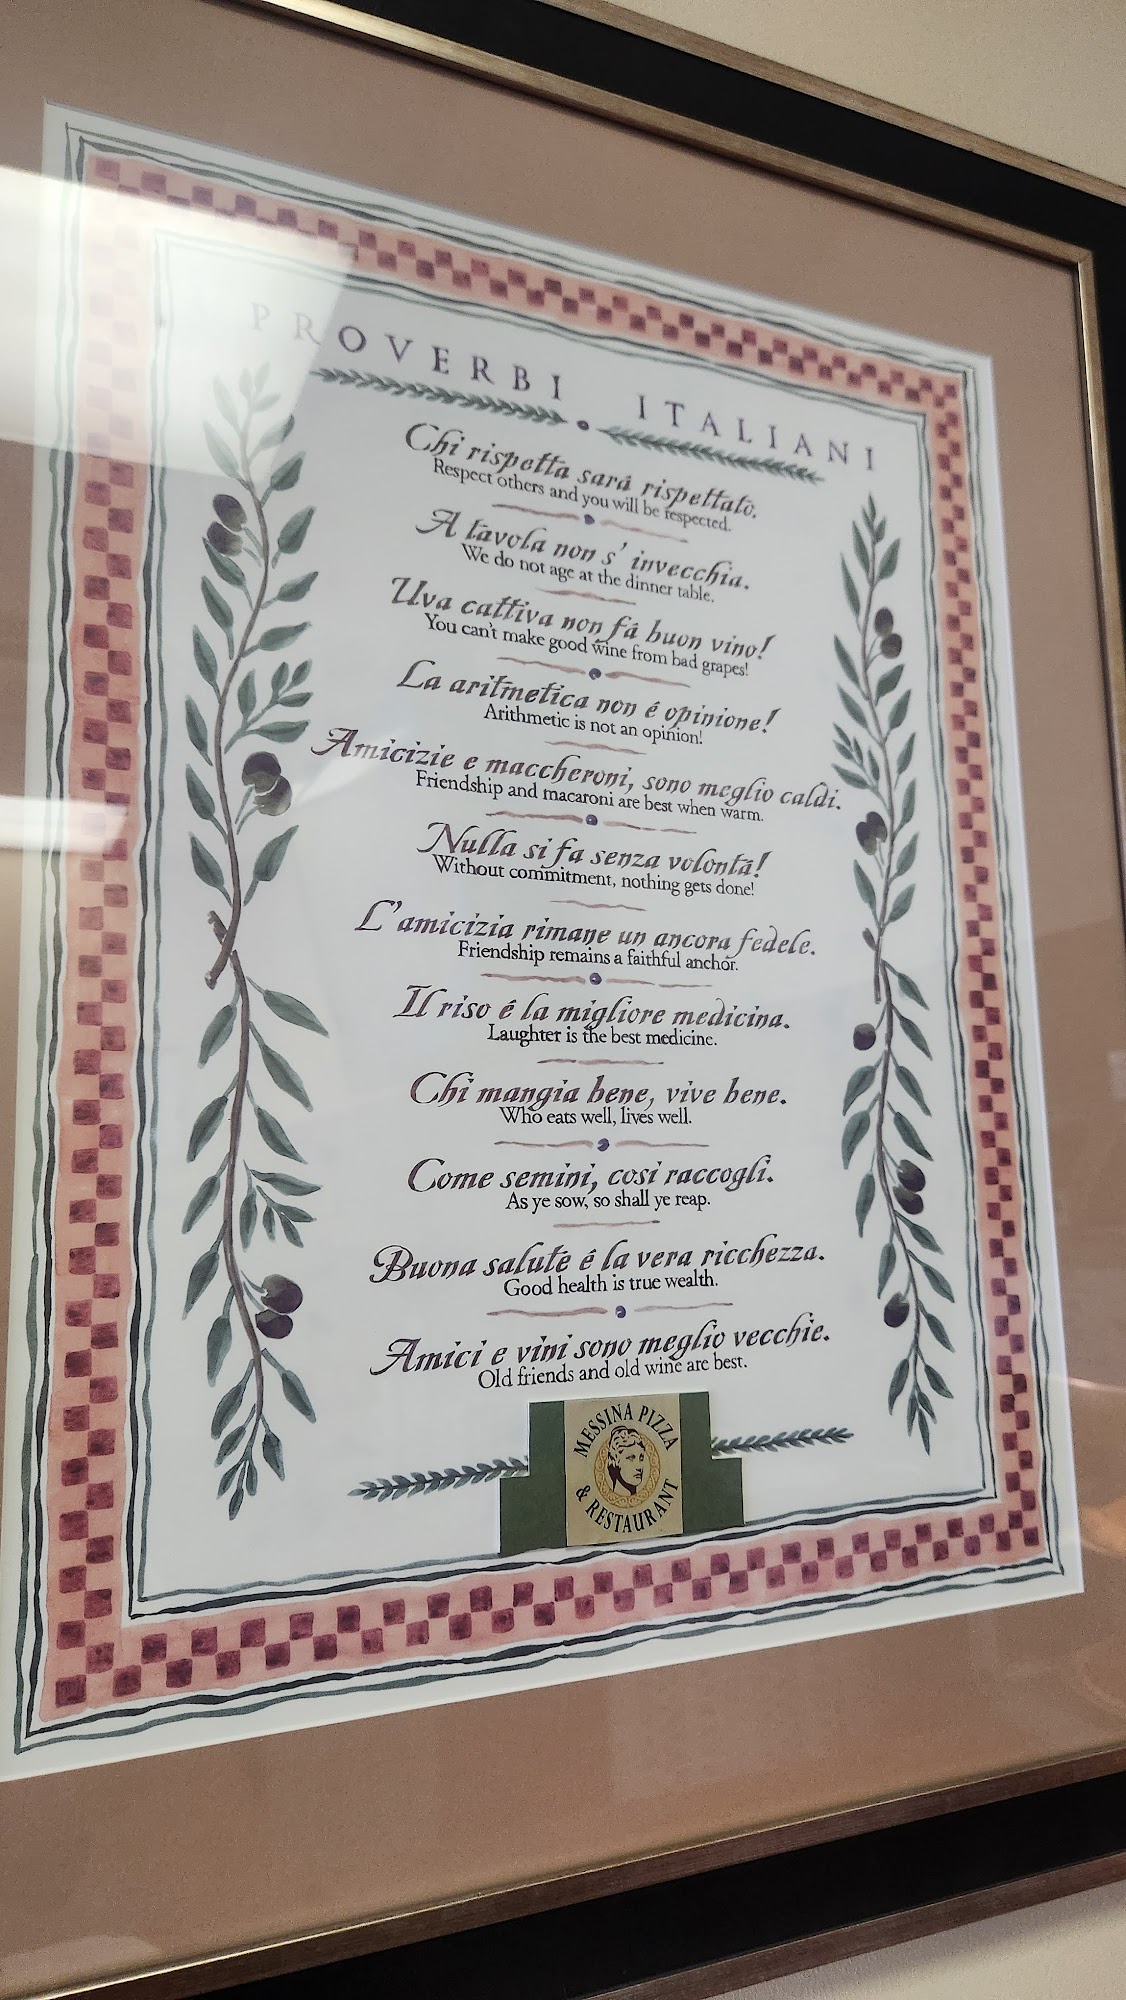 PROVERBI ITALIANI
Chi rispetta sará rispettato.
Respect others and you will be respected.
A tavola non s' invecchia.
We do not age at the dinner table.
Uva cattiva non fá buon vino!
You can't make good wine from bad grapes!
La aritmetica non é opinione!
Arithmetic is not an opinion!
Amicizie e maccheroni, sono meglio caldi.
Friendship and macaroni are best when warm.
Nulla si fa senza volontá!
Without commitment, nothing gets done!
L'amicizia rimane un ancora fedele.
Friendship remains a faithful anchor.
Il riso é la migliore medicina.
Laughter is the best medicine.
Chi mangia bene, vive bene.
Who eats well, lives well.
Come semini, cosi raccogli.
As ye sow, so shall ye reap.
Buona salute é la vera ricchezza.
Good health is true wealth.
Amici e vini sono meglio vecchie.
Old friends and old wine are best.
MESSINA PIZZA
& RESTAURANT